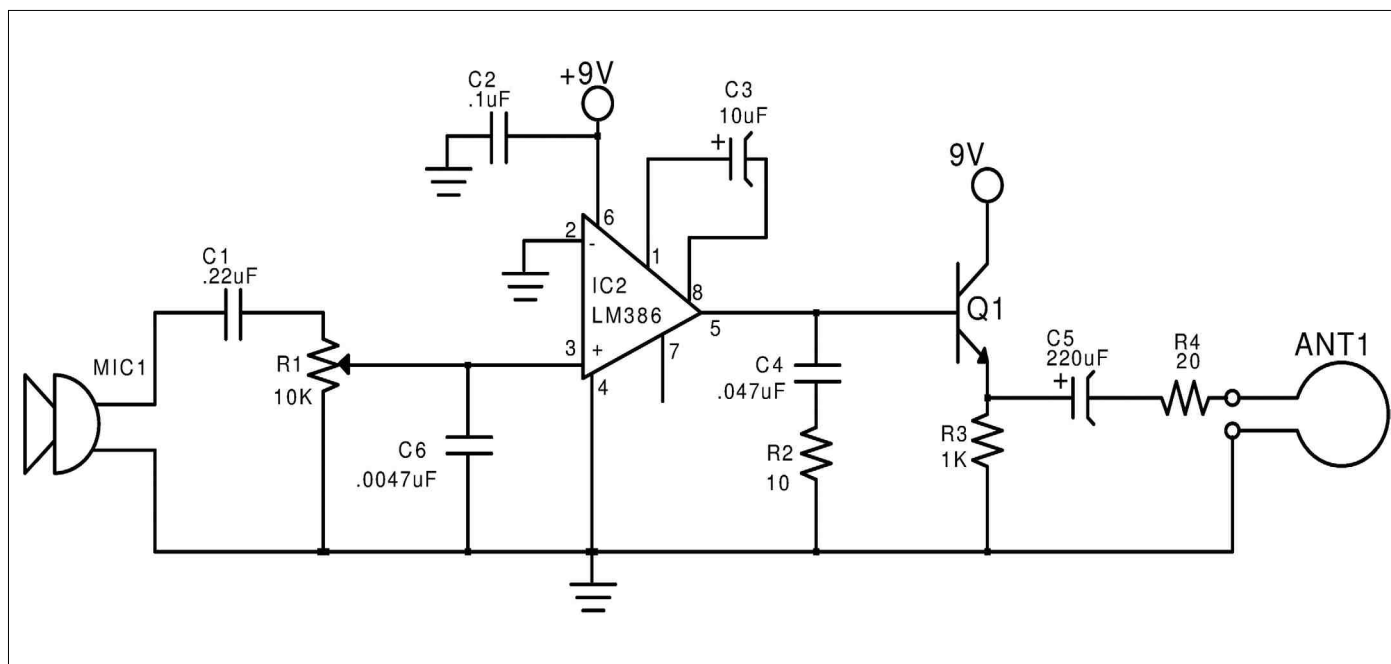 C2
.1uF
+9V
C3
10uF
+
9V
6
2
-
1
C1
.22uF
IC2
LM386
8
5
Q1
7
3
+
4
MIC1
R1
10K
C4
.047uF
C5
220uF
+
R4
20
ANT1
C6
.0047uF
R2
10
R3
1K